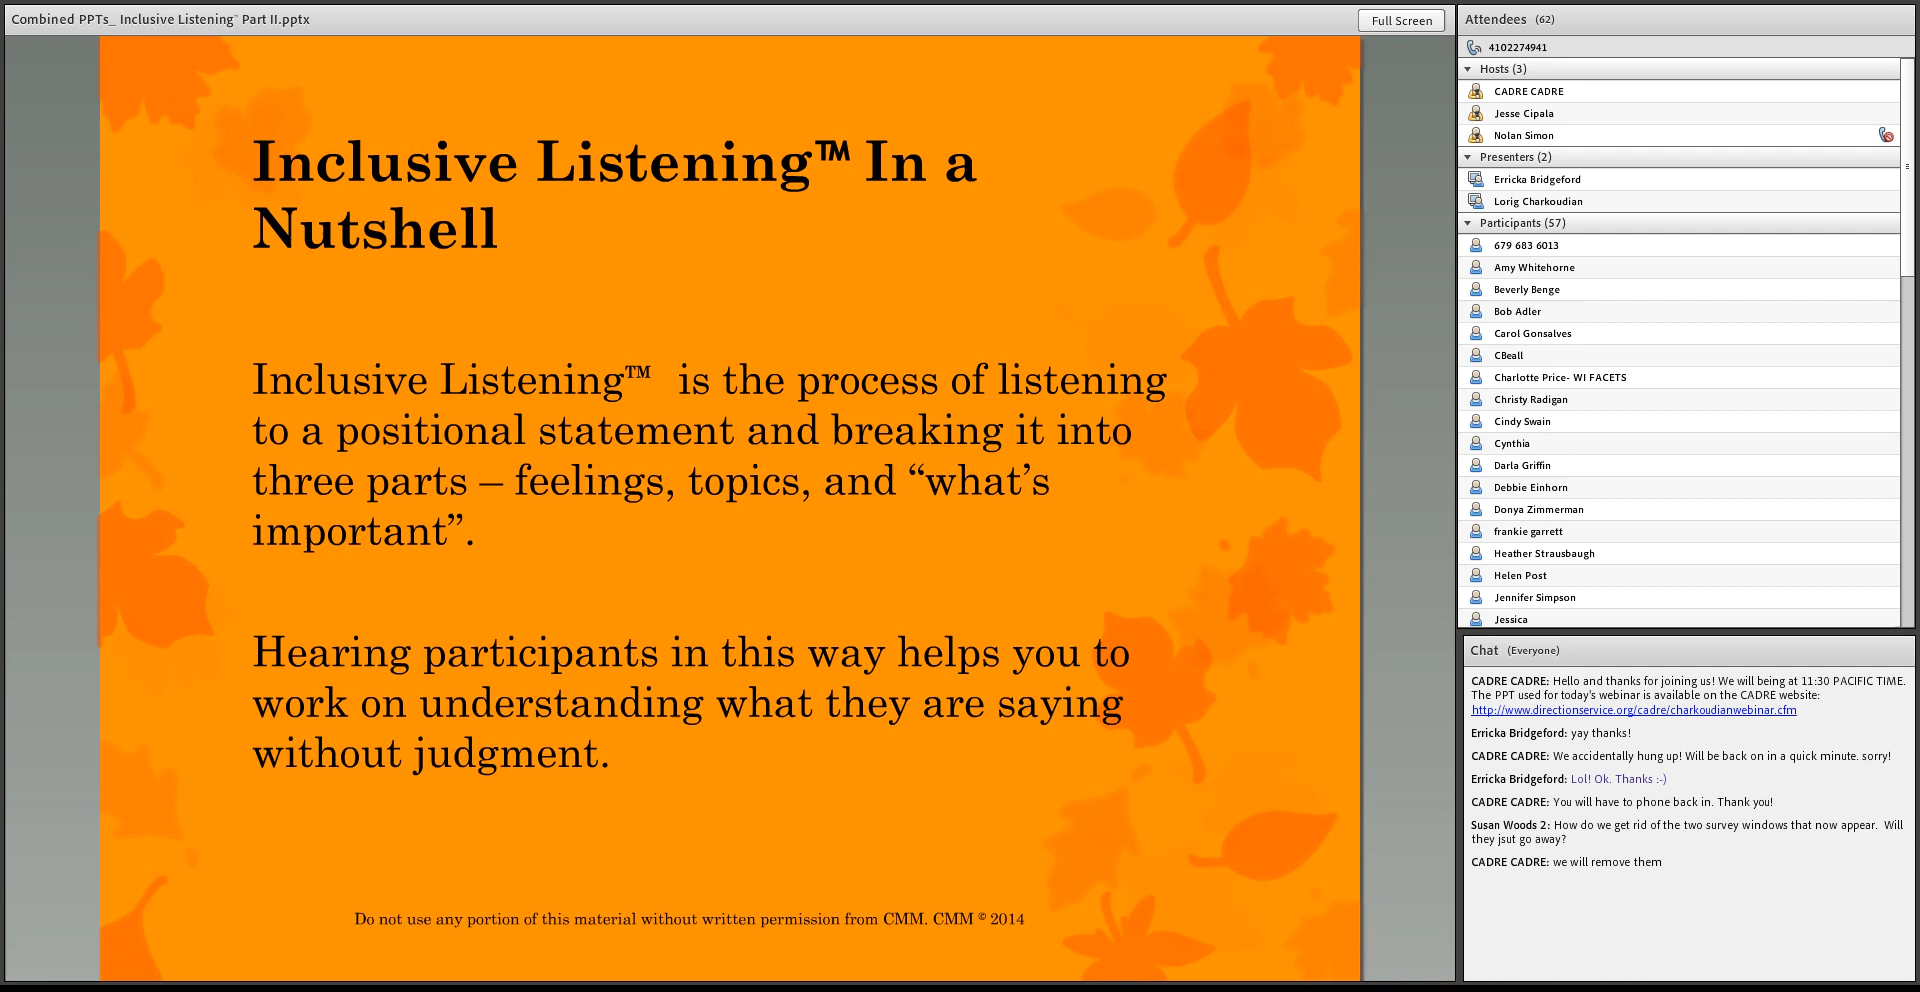 Combined PPTs_ Inclusive Listening™ Part II.pptx
Full Screen
Inclusive Listening™ In a
Nutshell
Inclusive Listening™ is the process of listening
to a positional statement and breaking it into
three parts – feelings, topics, and “what’s
important”.
Hearing participants in this way helps you to
work on understanding what they are saying
without judgment.
Do not use any portion of this material without written permission from CMM. CMM © 2014
Attendees (62)
4102274941
Hosts (3)
CADRE CADRE
Jesse Cipala
Nolan Simon
Presenters (2)
Erricka Bridgeford
Lorig Charkoudian
Participants (57)
679 683 6013
Amy Whitehorne
Beverly Benge
Bob Adler
Carol Gonsalves
CBeall
Charlotte Price- WI FACETS
Christy Radigan
Cindy Swain
Cynthia
Darla Griffin
Debbie Einhorn
Donya Zimmerman
frankie garrett
Heather Strausbaugh
Helen Post
Jennifer Simpson
Jessica
Chat (Everyone)
CADRE CADRE: Hello and thanks for joining us! We will being at 11:30 PACIFIC TIME.
The PPT used for today's webinar is available on the CADRE website:
http://www.directionservice.org/cadre/charkoudianwebinar.cfm
Erricka Bridgeford: yay thanks!
CADRE CADRE: We accidentally hung up! Will be back on in a quick minute. sorry!
Erricka Bridgeford: Lol! Ok. Thanks :-)
CADRE CADRE: You will have to phone back in. Thank you!
Susan Woods 2: How do we get rid of the two survey windows that now appear. Will
they jsut go away?
CADRE CADRE: we will remove them